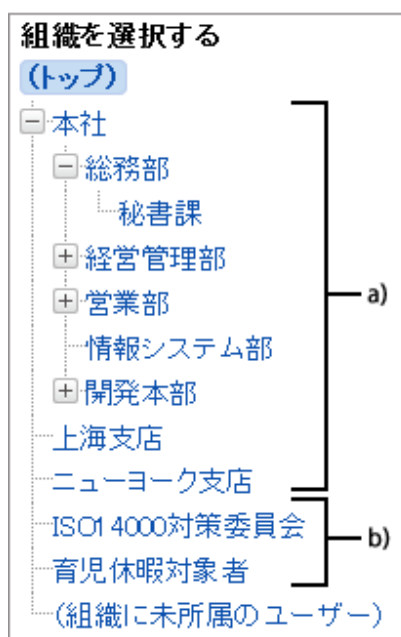 組織を選択する
(トップ)
本社
総務部
秘書課
経営管理部
営業部
a)
情報システム部
開発本部
上海支店
ニューヨーク支店
ISO14000対策委員会
b)
育児休暇対象者
(組織に未所属のユーザー)